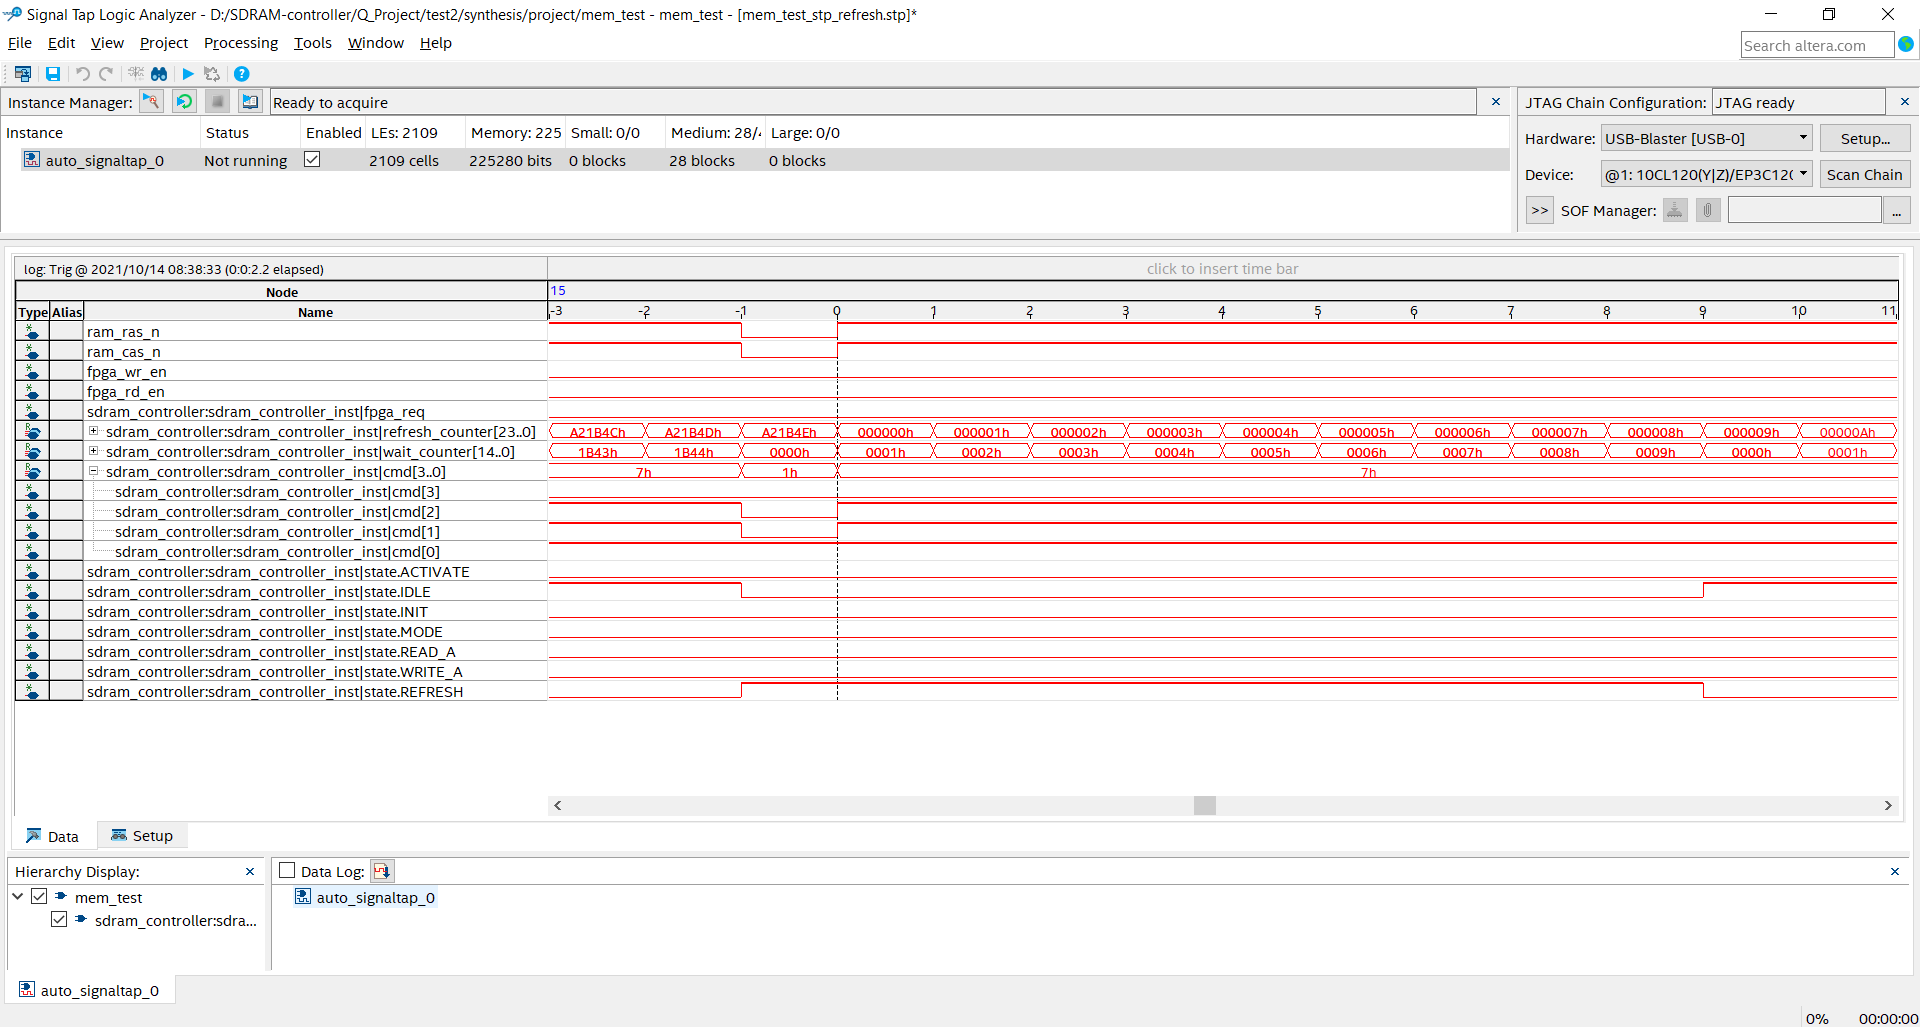 Signal Tap Logic Analyzer - D:/SDRAM-controller/Q_Project/test2/synthesis/project/mem_test - mem_test - [mem_test_stp_refresh.stp]*
File Edit View Project Processing Tools Window Help
Search altera.com
Instance Manager: Ready to acquire
JTAG Chain Configuration: JTAG ready
Instance Status Enabled LEs: 2109 Memory: 225 Small: 0/0 Medium: 28/4 Large: 0/0
auto_signaltap_0 Not running 2109 cells 225280 bits 0 blocks 28 blocks 0 blocks
Hardware: USB-Blaster [USB-0] Setup...
Device: @1: 10CL120(Y|Z)/EP3C120 Scan Chain
>> SOF Manager: ...
log: Trig @ 2021/10/14 08:38:33 (0:0:2.2 elapsed) click to insert time bar
Node 15
Type Alias Name -3 -2 -1 0 1 2 3 4 5 6 7 8 9 10 11
ram_ras_n
ram_cas_n
fpga_wr_en
fpga_rd_en
sdram_controller:sdram_controller_inst|fpga_req
sdram_controller:sdram_controller_inst|refresh_counter[23..0] A21B4Ch A21B4Dh A21B4Eh 000000h 000001h 000002h 000003h 000004h 000005h 000006h 000007h 000008h 000009h 00000Ah
sdram_controller:sdram_controller_inst|wait_counter[14..0] 1B43h 1B44h 0000h 0001h 0002h 0003h 0004h 0005h 0006h 0007h 0008h 0009h 0000h 0001h
sdram_controller:sdram_controller_inst|cmd[3..0] 7h 1h 7h
sdram_controller:sdram_controller_inst|cmd[3]
sdram_controller:sdram_controller_inst|cmd[2]
sdram_controller:sdram_controller_inst|cmd[1]
sdram_controller:sdram_controller_inst|cmd[0]
sdram_controller:sdram_controller_inst|state.ACTIVATE
sdram_controller:sdram_controller_inst|state.IDLE
sdram_controller:sdram_controller_inst|state.INIT
sdram_controller:sdram_controller_inst|state.MODE
sdram_controller:sdram_controller_inst|state.READ_A
sdram_controller:sdram_controller_inst|state.WRITE_A
sdram_controller:sdram_controller_inst|state.REFRESH
Data Setup
Hierarchy Display:
mem_test
sdram_controller:sdra...
Data Log:
auto_signaltap_0
auto_signaltap_0
0% 00:00:00